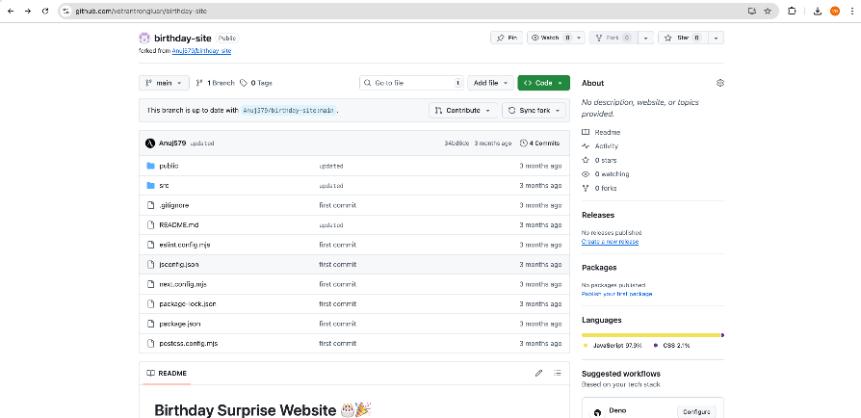 github.com/votrantrongluan/birthday-site
birthday-site Public
forked from Anuj579/birthday-site
Pin
Watch 0
Fork 0
Star 0
main
1 Branch
0 Tags
Go to file
t
Add file
Code
This branch is up to date with Anuj579/birthday-site:main .
Contribute
Sync fork
Anuj579 updated
3 months ago
4 Commits
public updated 3 months ago
src updated 3 months ago
.gitignore first commit 3 months ago
README.md updated 3 months ago
eslint.config.mjs first commit 3 months ago
jsconfig.json first commit 3 months ago
next.config.mjs first commit 3 months ago
package-lock.json first commit 3 months ago
package.json first commit 3 months ago
postcss.config.mjs first commit 3 months ago
README
Birthday Surprise Website 🎂🎉
About
No description, website, or topics
provided.
Readme
Activity
0 stars
0 watching
0 forks
Releases
No releases published
Create a new release
Packages
No packages published
Publish your first package
Languages
JavaScript 97.9%
CSS 2.1%
Suggested workflows
Based on your tech stack
Deno
Configure